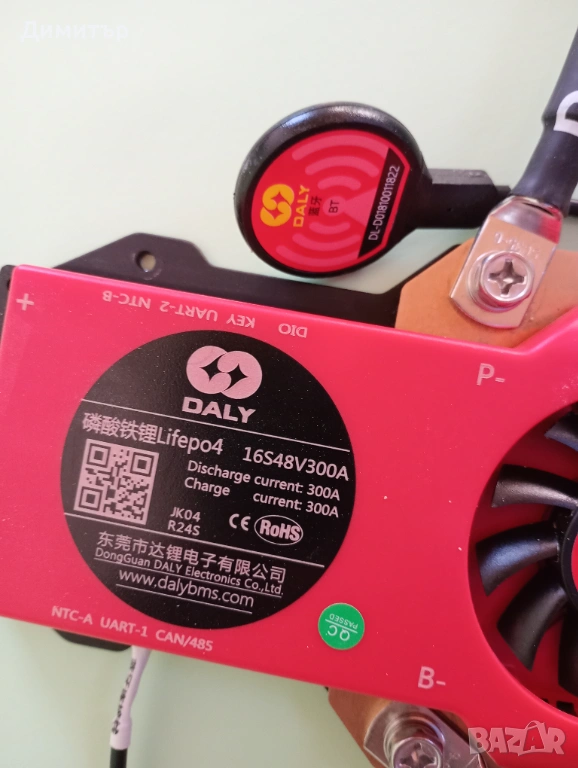 Димитър
DALY
蓝牙
BT
DL-D01810011822
P-
+
NTC-B UART-2 KEY DIO
DALY
磷酸铁锂Lifepo4 16S48V300A
Discharge current: 300A
Charge current: 300A
JK04
R24S
CE RoHS
东莞市达锂电子有限公司
DongGuan DALY Electronics Co.,Ltd.
www.dalybms.com
QC
PASSED
NTC-A UART-1 CAN/485
B-
BAZAR